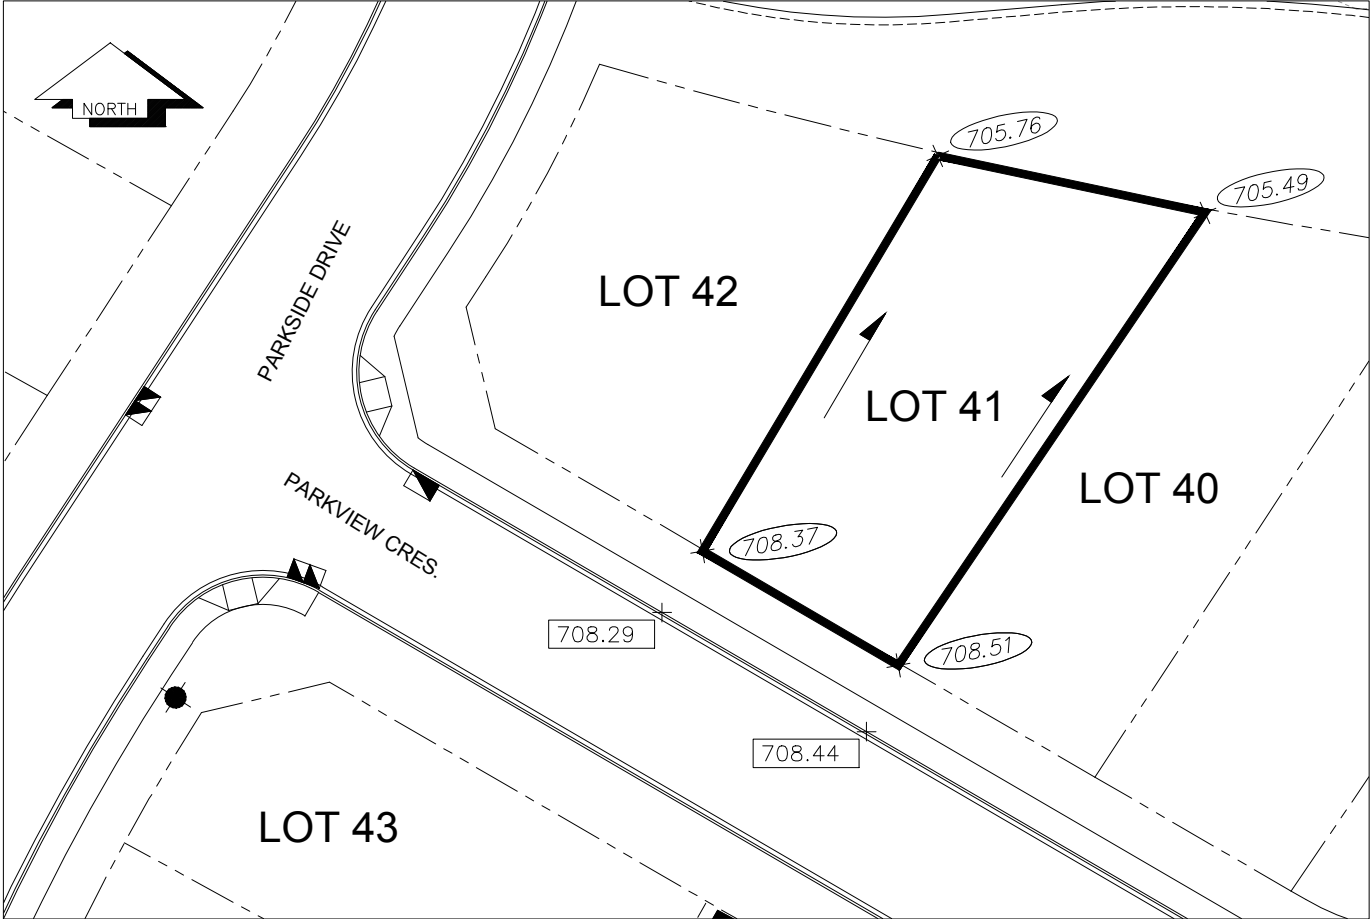 NORTH
705.76
705.49
PARKSIDE DRIVE
LOT 42
LOT 41
LOT 40
PARKVIEW CRES.
708.37
708.29
708.51
708.44
LOT 43